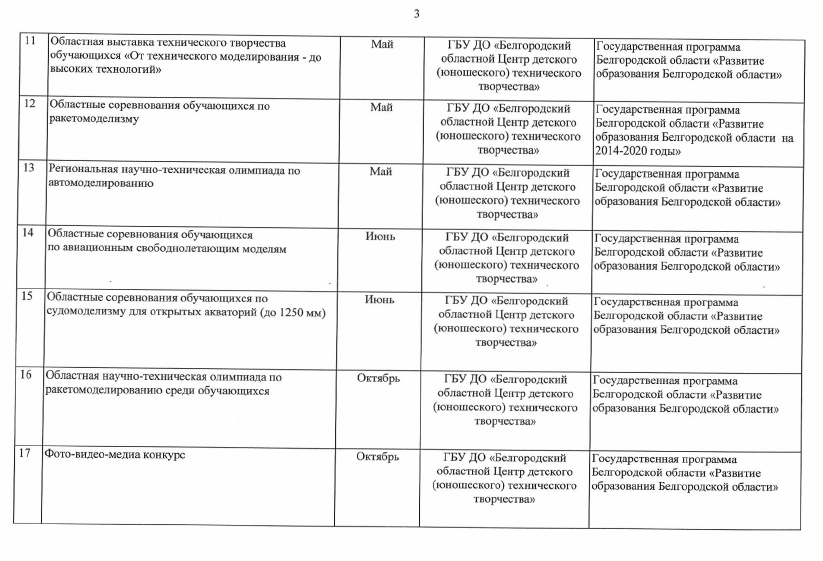 3
11
Областная выставка технического творчества
обучающихся «От технического моделирования - до
высоких технологий»
Май
ГБУ ДО «Белгородский
областной Центр детского
(юношеского) технического
творчества»
Государственная программа
Белгородской области «Развитие
образования Белгородской области»
12
Областные соревнования обучающихся по
ракетомоделизму
Май
ГБУ ДО «Белгородский
областной Центр детского
(юношеского) технического
творчества»
Государственная программа
Белгородской области «Развитие
образования Белгородской области на
2014-2020 годы»
13
Региональная научно-техническая олимпиада по
автомоделированию
Май
ГБУ ДО «Белгородский
областной Центр детского
(юношеского) технического
творчества»
Государственная программа
Белгородской области «Развитие
образования Белгородской области»
14
Областные соревнования обучающихся
по авиационным свободнолетающим моделям
Июнь
ГБУ ДО «Белгородский
областной Центр детского
(юношеского) технического
творчества»
Государственная программа
Белгородской области «Развитие
образования Белгородской области»
15
Областные соревнования обучающихся по
судомоделизму для открытых акваторий (до 1250 мм)
Июнь
ГБУ ДО «Белгородский
областной Центр детского
(юношеского) технического
творчества»
Государственная программа
Белгородской области «Развитие
образования Белгородской области»
16
Областная научно-техническая олимпиада по
ракетомоделированию среди обучающихся
Октябрь
ГБУ ДО «Белгородский
областной Центр детского
(юношеского) технического
творчества»
Государственная программа
Белгородской области «Развитие
образования Белгородской области»
17
Фото-видео-медиа конкурс
Октябрь
ГБУ ДО «Белгородский
областной Центр детского
(юношеского) технического
творчества»
Государственная программа
Белгородской области «Развитие
образования Белгородской области»